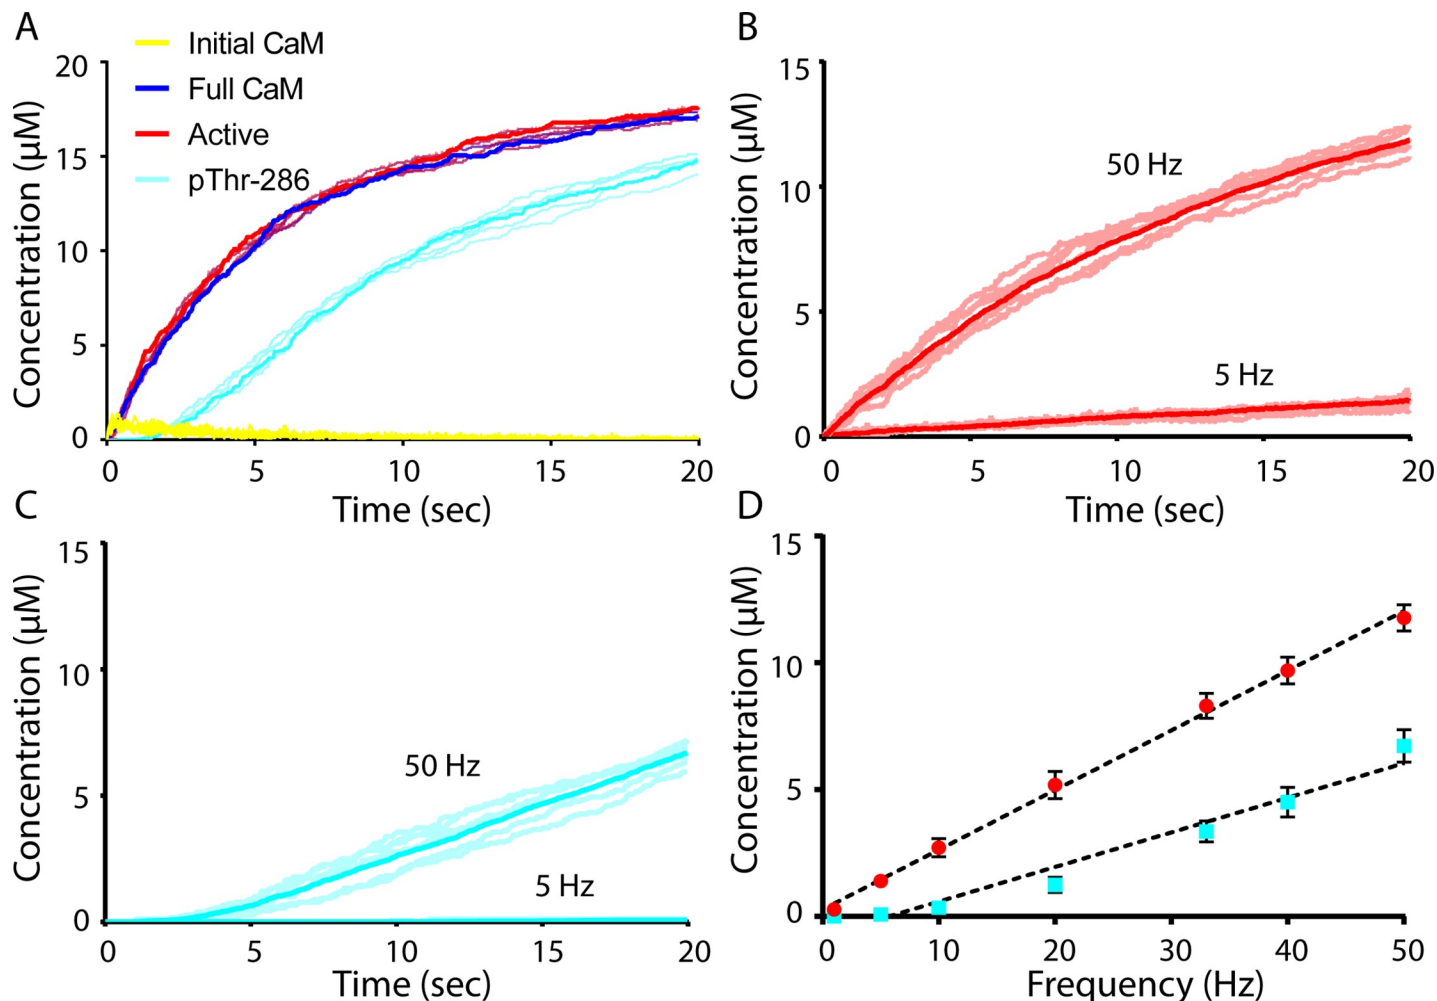 A
Initial CaM
Full CaM
Active
pThr-286
Concentration (µM)
20
15
10
5
0
0 5 10 15 20
Time (sec)
B
Concentration (µM)
15
10
5
0
50 Hz
5 Hz
0 5 10 15 20
Time (sec)
C
Concentration (µM)
15
10
5
0
50 Hz
5 Hz
0 5 10 15 20
Time (sec)
D
Concentration (µM)
15
10
5
0
0 10 20 30 40 50
Frequency (Hz)